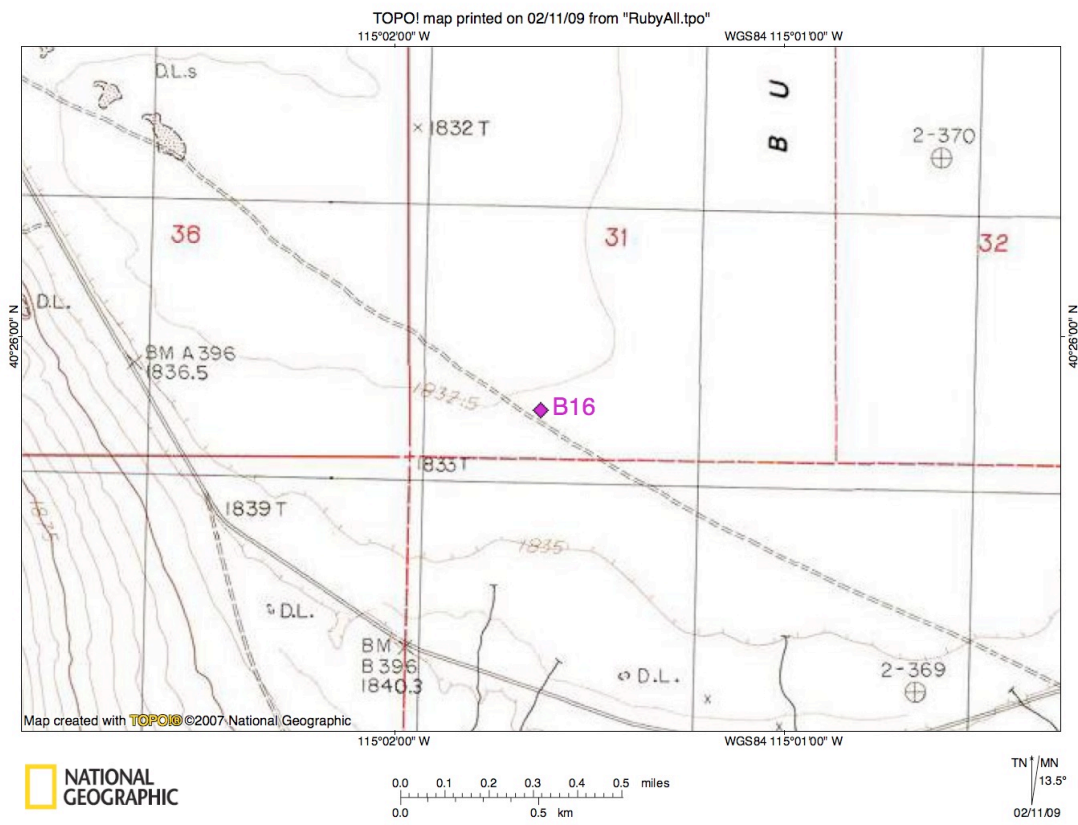 TOPO! map printed on 02/11/09 from "RubyAll.tpo"
115°02'00" W
WGS84 115°01'00" W
D.L.s
1832 T
B U
2-370
36
31
32
D.L.
40°26'00" N
40°26'00" N
BM A 396
1836.5
1832.5
B16
1833 T
1875
1839 T
1835
D.L.
BM
B 396
1840.3
D.L.
2-369
Map created with TOPO!® ©2007 National Geographic
115°02'00" W
WGS84 115°01'00" W
NATIONAL
GEOGRAPHIC
0.0 0.1 0.2 0.3 0.4 0.5 miles
0.0 0.5 km
TN MN
13.5°
02/11/09